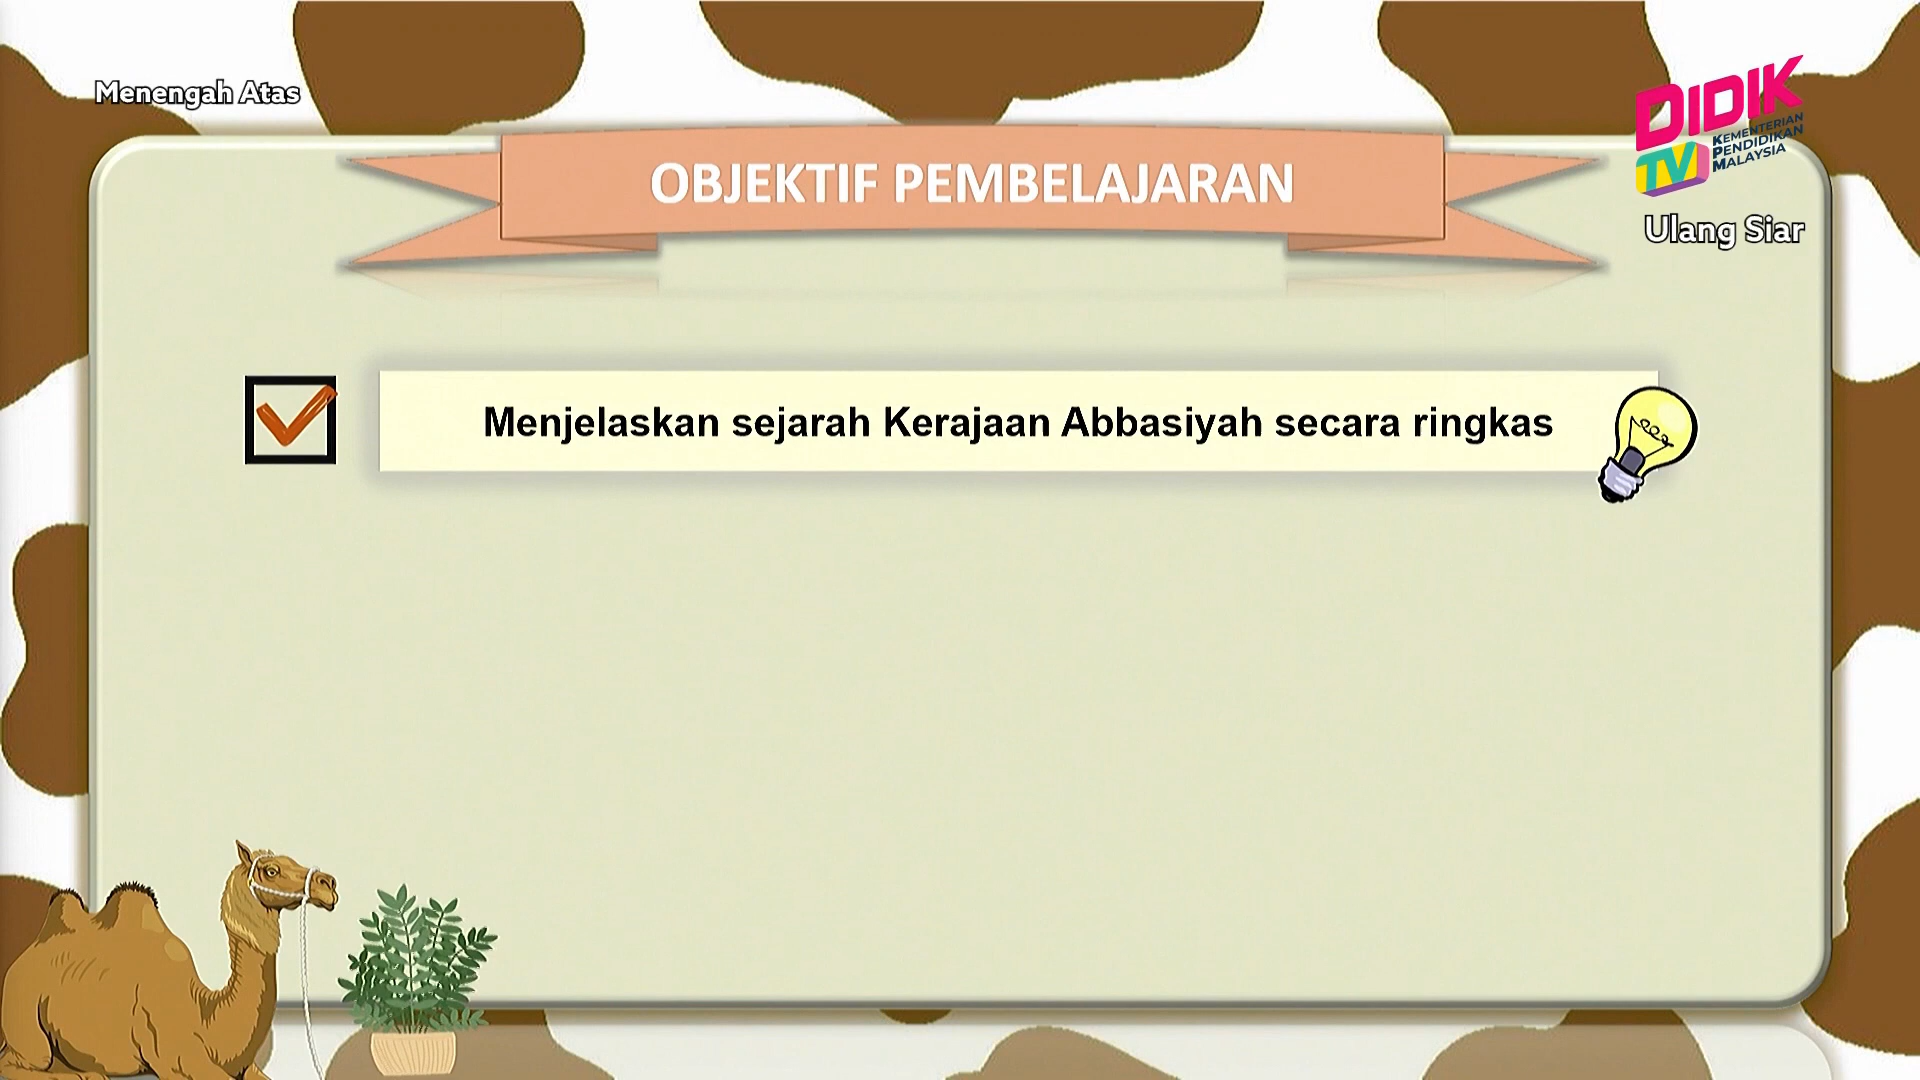 Menengah Atas
DIDIK
TV
KEMENTERIAN
PENDIDIKAN
MALAYSIA
OBJEKTIF PEMBELAJARAN
Ulang Siar
Menjelaskan sejarah Kerajaan Abbasiyah secara ringkas